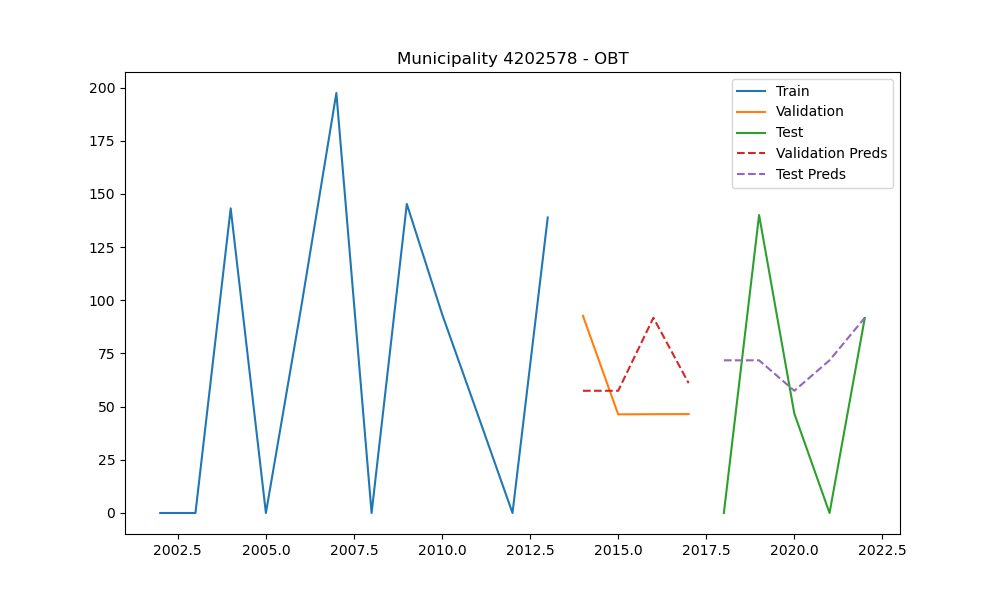 Municipality 4202578 - OBT
Train
Validation
Test
Validation Preds
Test Preds
200
175
150
125
100
75
50
25
0
2002.5 2005.0 2007.5 2010.0 2012.5 2015.0 2017.5 2020.0 2022.5